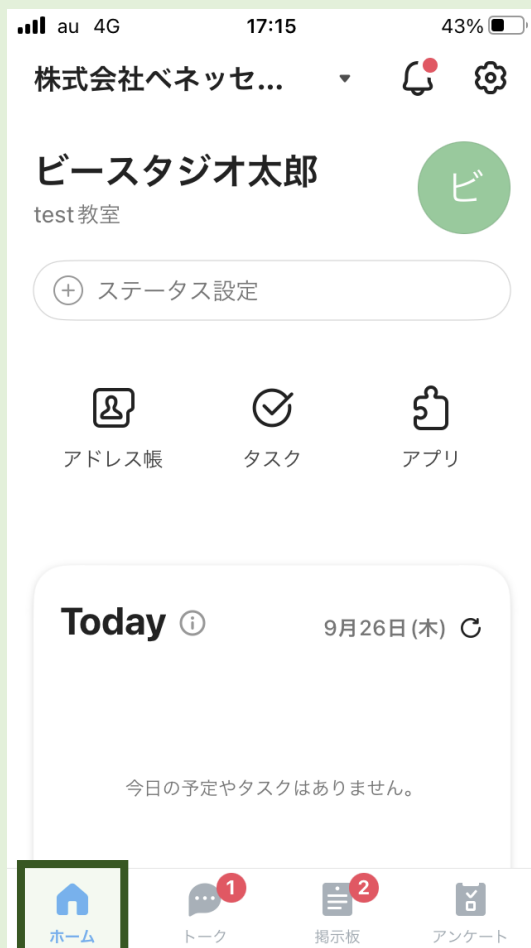 au 4G 17:15 43%
株式会社ベネッセ...
ビースタジオ太郎
ビ
test教室
ステータス設定
アドレス帳 タスク アプリ
Today 9月26日(木)
今日の予定やタスクはありません。
1 2
ホーム トーク 掲示板 アンケート